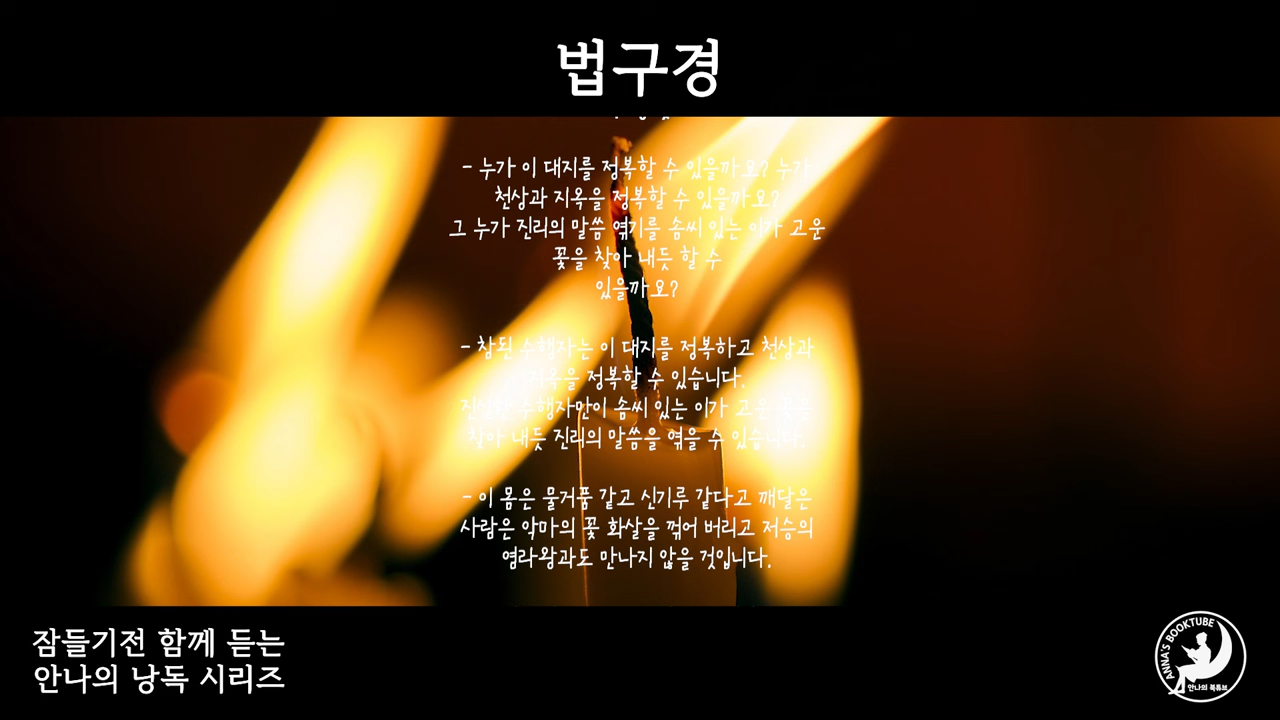 법구경
- 누가 이 대지를 정복할 수 있을까요? 누가
천상과 지옥을 정복할 수 있을까요?
그 누가 진리의 말씀 엮기를 솜씨 있는 이가 고운
꽃을 찾아 내듯 할 수
있을까요?
- 참된 수행자는 이 대지를 정복하고 천상과
지옥을 정복할 수 있습니다.
수행자만이 솜씨 있는 이가 고운
찾아 내듯 진리의 말씀을 엮을 수 있습니다.
- 이 몸은 물거품 같고 신기루 같다고 깨달은
사람은 악마의 꽃 화살을 꺾어 버리고 저승의
염라왕과도 만나지 않을 것입니다.
잠들기전 함께 듣는
안나의 낭독 시리즈
ANNA'S BOOKTUBE
안나의 북튜브